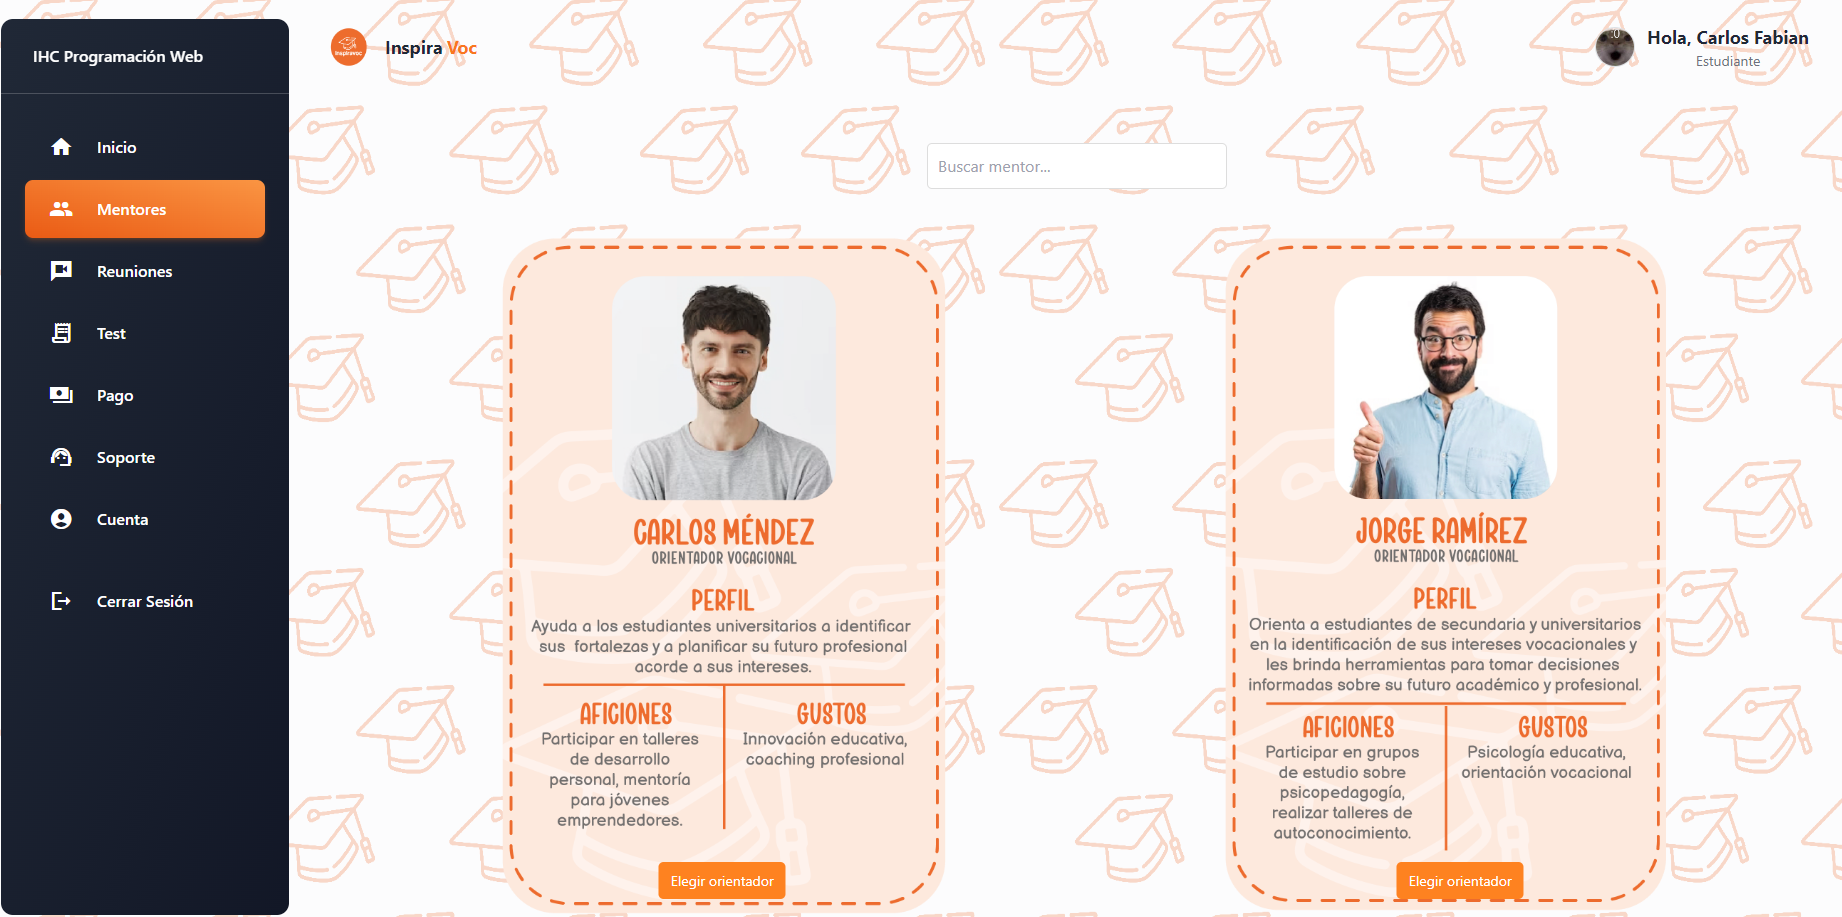 IHC Programación Web
Inicio
Mentores
Reuniones
Test
Pago
Soporte
Cuenta
Cerrar Sesión
Inspiravoc
Inspira Voc
:0
Hola, Carlos Fabian
Estudiante
Buscar mentor...
CARLOS MÉNDEZ
ORIENTADOR VOCACIONAL
PERFIL
Ayuda a los estudiantes universitarios a identificar
sus fortalezas y a planificar su futuro profesional
acorde a sus intereses.
AFICIONES
Participar en talleres
de desarrollo
personal, mentoría
para jóvenes
emprendedores.
GUSTOS
Innovación educativa,
coaching profesional
Elegir orientador
JORGE RAMÍREZ
ORIENTADOR VOCACIONAL
PERFIL
Orienta a estudiantes de secundaria y universitarios
en la identificación de sus intereses vocacionales y
les brinda herramientas para tomar decisiones
informadas sobre su futuro académico y profesional.
AFICIONES
Participar en grupos
de estudio sobre
psicopedagogía,
realizar talleres de
autoconocimiento.
GUSTOS
Psicología educativa,
orientación vocacional
Elegir orientador